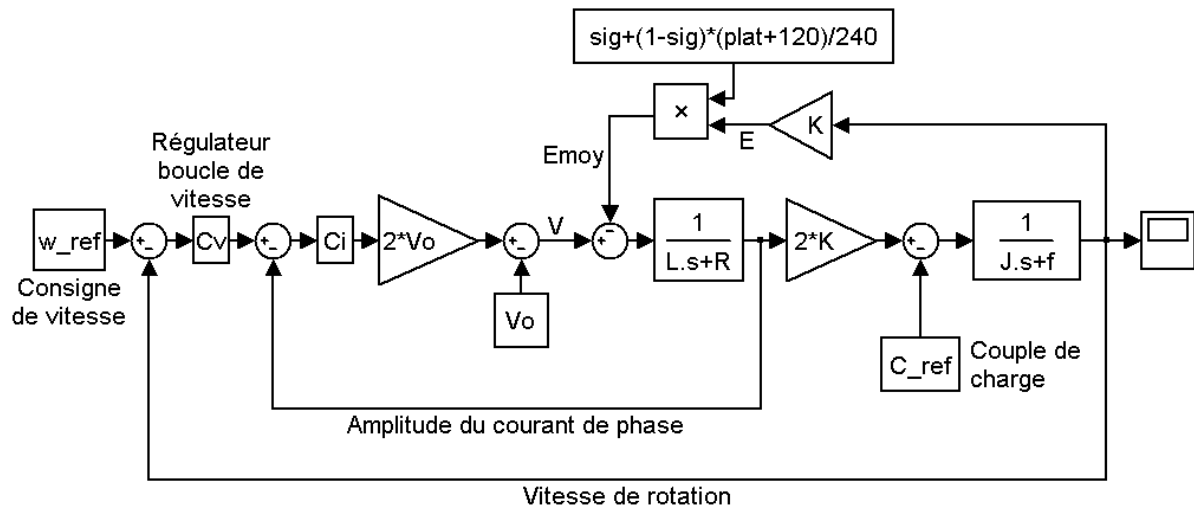 sig+(1-sig)*(plat+120)/240
×
K
E
Emoy
Régulateur
boucle de
vitesse
w_ref
+
-
Cv
+
-
Ci
2*Vo
+
-
V
+
-
1
L.s+R
2*K
+
-
1
J.s+f
Consigne
de vitesse
Vo
C_ref
Couple de
charge
Amplitude du courant de phase
Vitesse de rotation